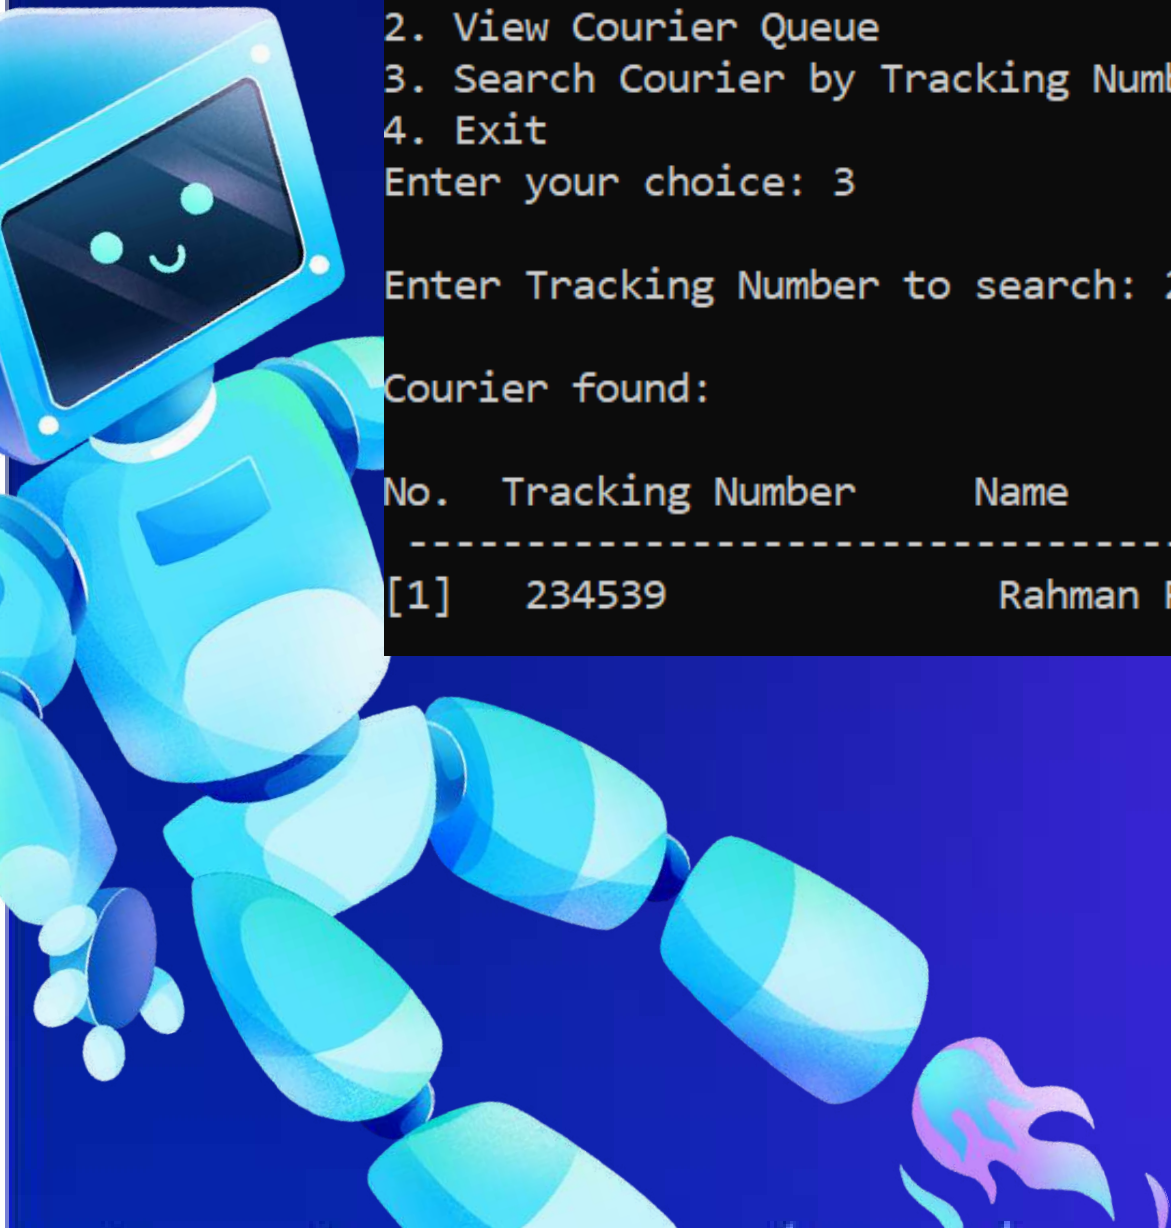 2. View Courier Queue
3. Search Courier by Tracking
4. Exit
Enter your choice: 3
Enter Tracking Number to search:
Courier found:
No. Tracking Number Name
--------------------------------
[1] 234539 Rahman